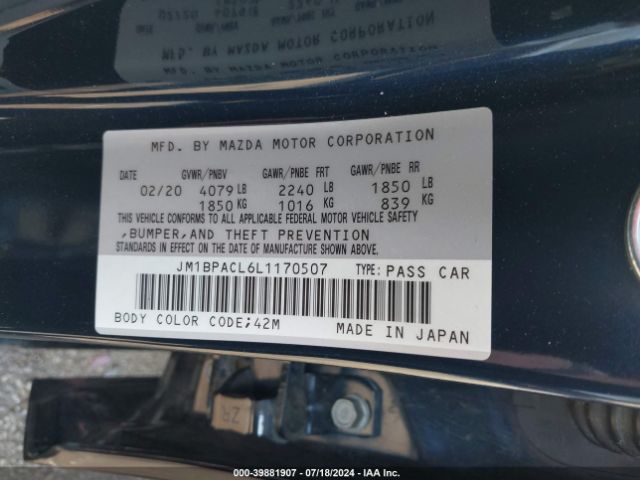 MFD. BY MAZDA MOTOR CORPORATION
DATE GVWR/PNBV GAWR/PNBE FRT GAWR/PNBE RR
02/20 4079 LB 2240 LB 1850 LB
1850 KG 1016 KG 839 KG
THIS VEHICLE CONFORMS TO ALL APPLICABLE FEDERAL MOTOR VEHICLE SAFETY
,BUMPER,AND THEFT PREVENTION
STANDARDS IN EFFECT ON THE DATE OF MANUFACTURE SHOWN ABOVE.
JM1BPACL6L1170507 TYPE: PASS CAR
BODY COLOR CODE;42M MADE IN JAPAN
ZR
000-39881907 - 07/18/2024 - IAA Inc.